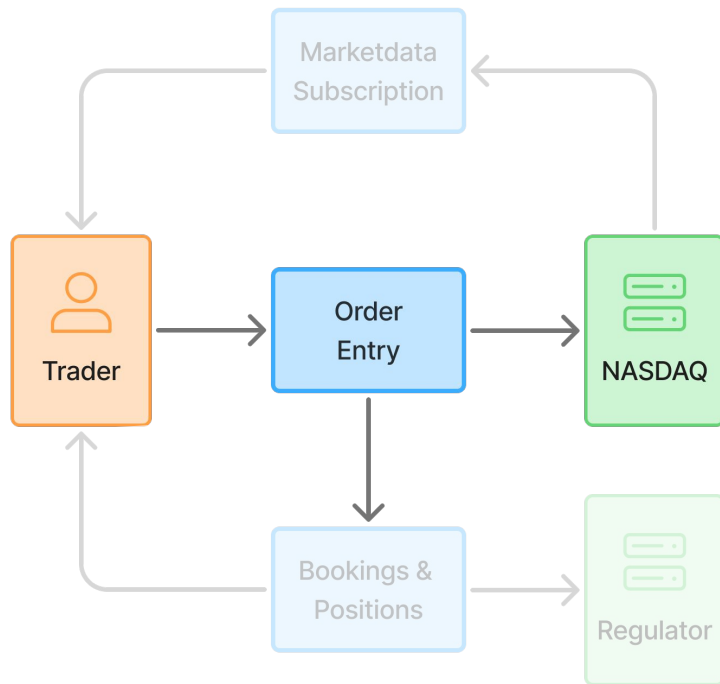 Marketdata
Subscription
Order
Entry
Trader
NASDAQ
Bookings &
Positions
Regulator